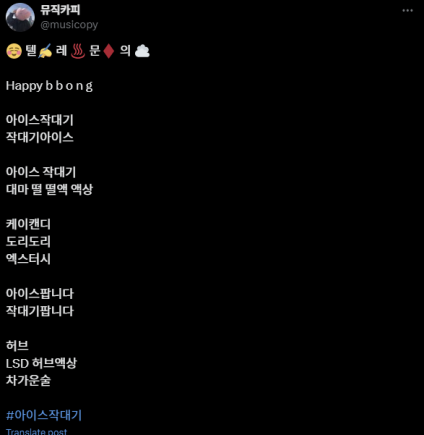 뮤직카피
@musicopy
☺️ 텔✍️ 레♨️ 문♦️ 의☁️
Happy b b o n g
아이스작대기
작대기아이스
아이스 작대기
대마 떨 떨액 액상
케이캔디
도리도리
엑스터시
아이스팝니다
작대기팝니다
허브
LSD 허브액상
차가운술
#아이스작대기
Translate post